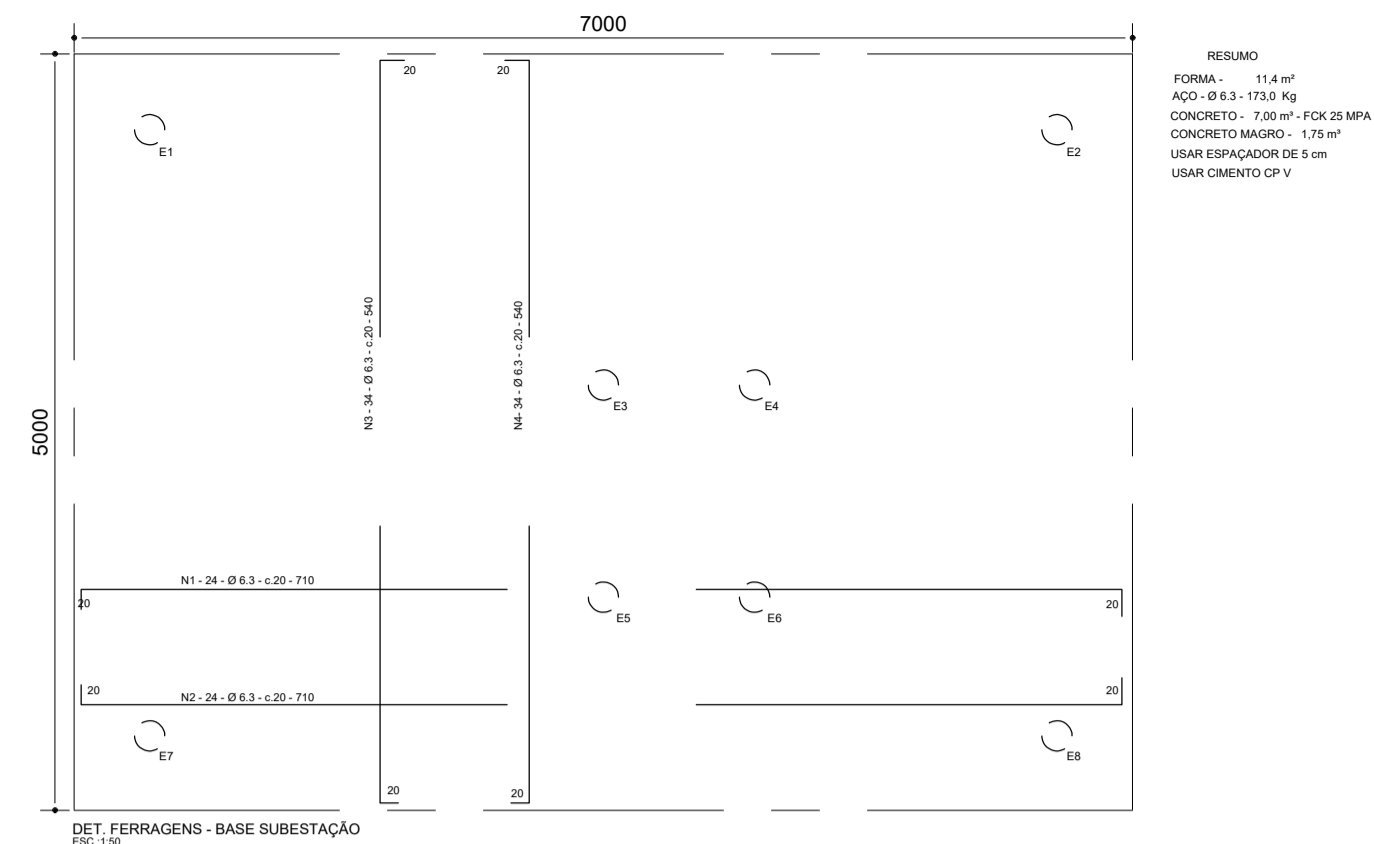 7000
RESUMO
FORMA - 11,4 m²
AÇO - Ø 6.3 - 173,0 Kg
CONCRETO - 7,00 m³ - FCK 25 MPA
CONCRETO MAGRO - 1,75 m³
USAR ESPAÇADOR DE 5 cm
USAR CIMENTO CP V
20
20
E1
E2
N3 - 34 - Ø 6.3 - c.20 - 540
N4- 34 - Ø 6.3 - c.20 - 540
E3
E4
5000
N1 - 24 - Ø 6.3 - c.20 - 710
20
20
E5
E6
20
20
N2 - 24 - Ø 6.3 - c.20 - 710
E7
E8
20
20
DET. FERRAGENS - BASE SUBESTAÇÃO
ESC :1:50